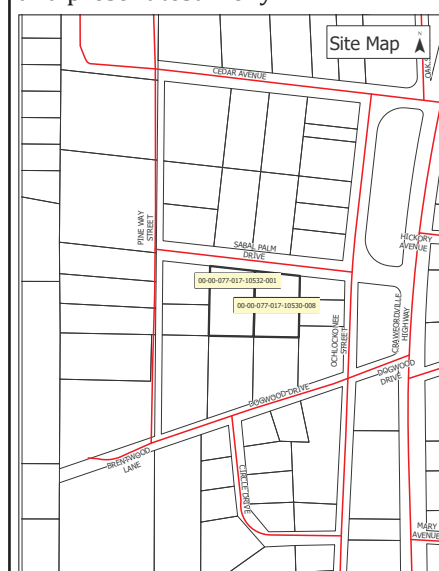 Site Map
N
CEDAR AVENUE
PINE WAY
STREET
SABAL PALM
DRIVE
HICKORY
AVENUE
00-00-077-017-10532-001
00-00-077-017-10530-008
OCHLOCKONEE
STREET
CRAWFORDVILLE
HIGHWAY
DOGWOOD DRIVE
DOGWOOD
DRIVE
BRENTWOOD
LANE
CIRCLE DRIVE
MARY
AVENUE